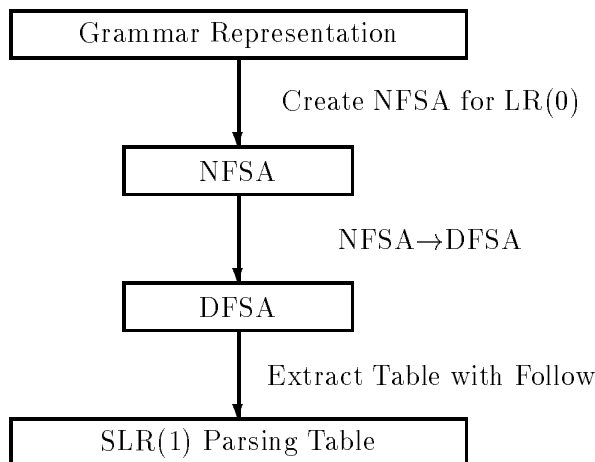 Grammar Representation
Create NFSA for LR(0)
NFSA
NFSA→DFSA
DFSA
Extract Table with Follow
SLR(1) Parsing Table